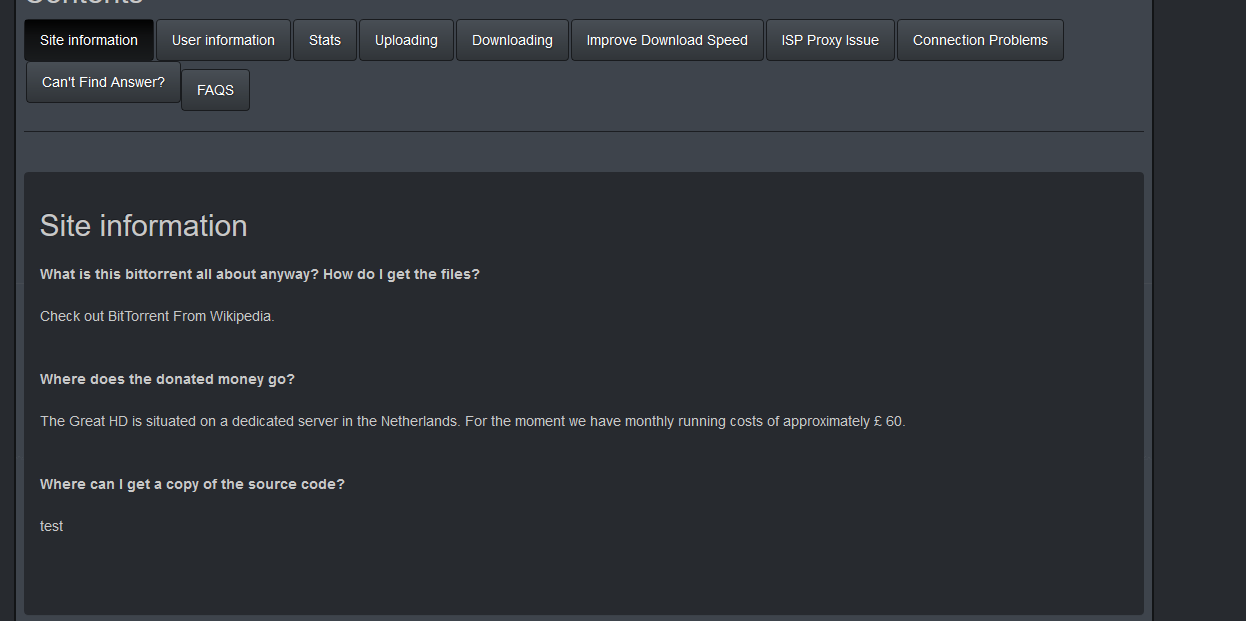 Contents
Site information User information Stats Uploading Downloading Improve Download Speed ISP Proxy Issue Connection Problems
Can't Find Answer? FAQS
Site information
What is this bittorrent all about anyway? How do I get the files?
Check out BitTorrent From Wikipedia.
Where does the donated money go?
The Great HD is situated on a dedicated server in the Netherlands. For the moment we have monthly running costs of approximately £ 60.
Where can I get a copy of the source code?
test